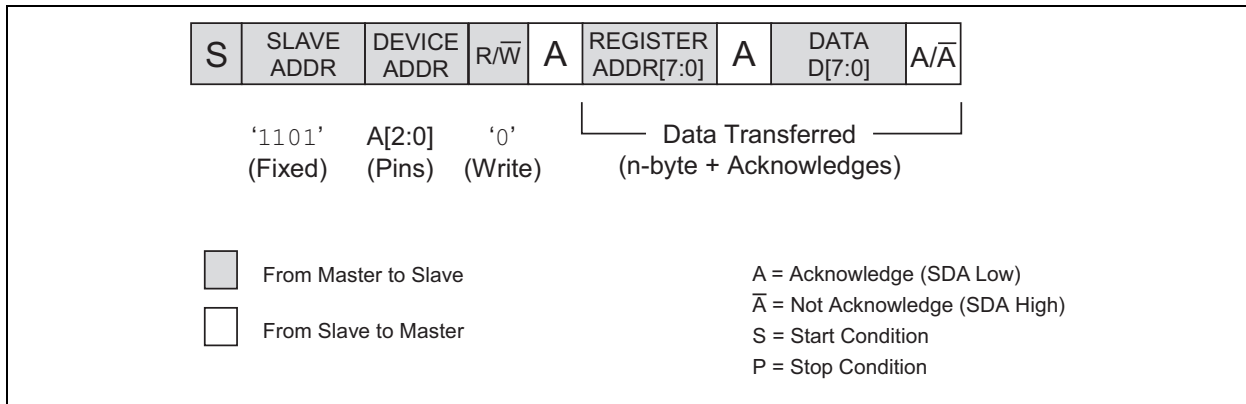 S SLAVE ADDR DEVICE ADDR R/W̅ A REGISTER ADDR[7:0] A DATA D[7:0] A/A̅
‘1101’ (Fixed) A[2:0] (Pins) ‘0’ (Write)
Data Transferred
(n-byte + Acknowledges)
From Master to Slave
From Slave to Master
A = Acknowledge (SDA Low)
A̅ = Not Acknowledge (SDA High)
S = Start Condition
P = Stop Condition